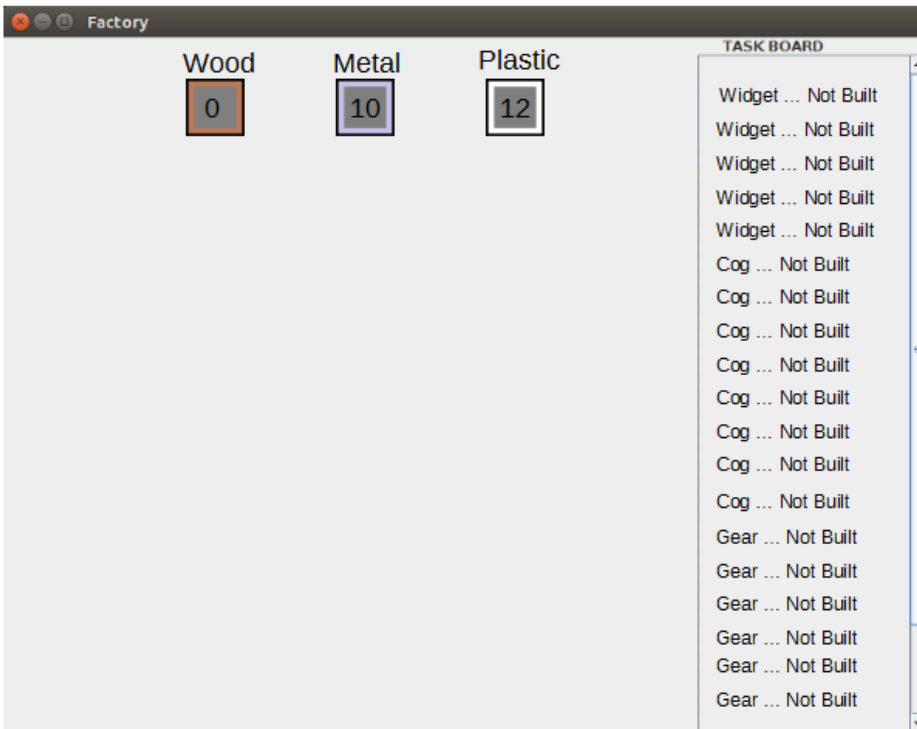 Factory
TASK BOARD
Wood Metal Plastic
0 10 12
Widget ... Not Built
Widget ... Not Built
Widget ... Not Built
Widget ... Not Built
Widget ... Not Built
Cog ... Not Built
Cog ... Not Built
Cog ... Not Built
Cog ... Not Built
Cog ... Not Built
Cog ... Not Built
Cog ... Not Built
Cog ... Not Built
Gear ... Not Built
Gear ... Not Built
Gear ... Not Built
Gear ... Not Built
Gear ... Not Built
Gear ... Not Built